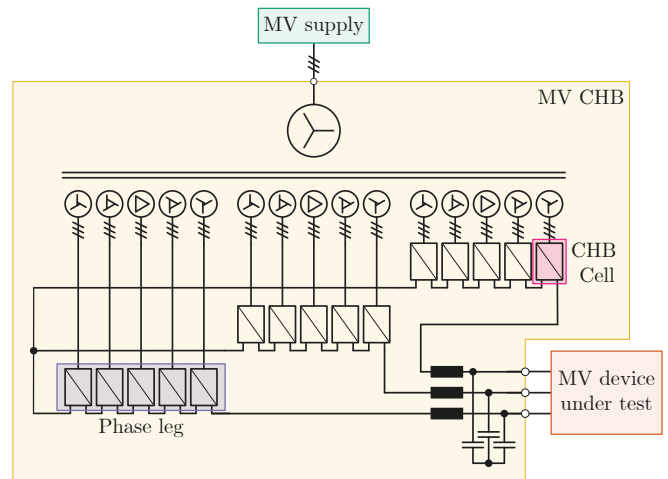 MV supply
MV CHB
CHB
Cell
MV device
under test
Phase leg